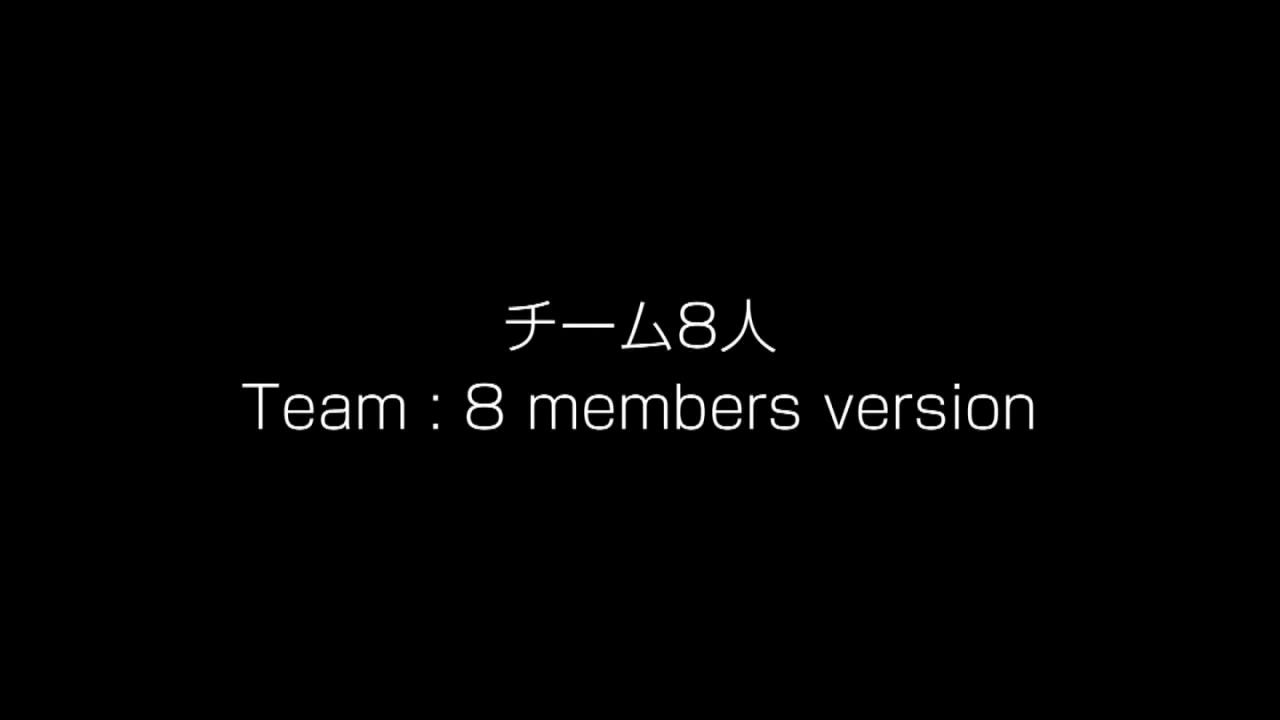 チーム8人
Team : 8 members version